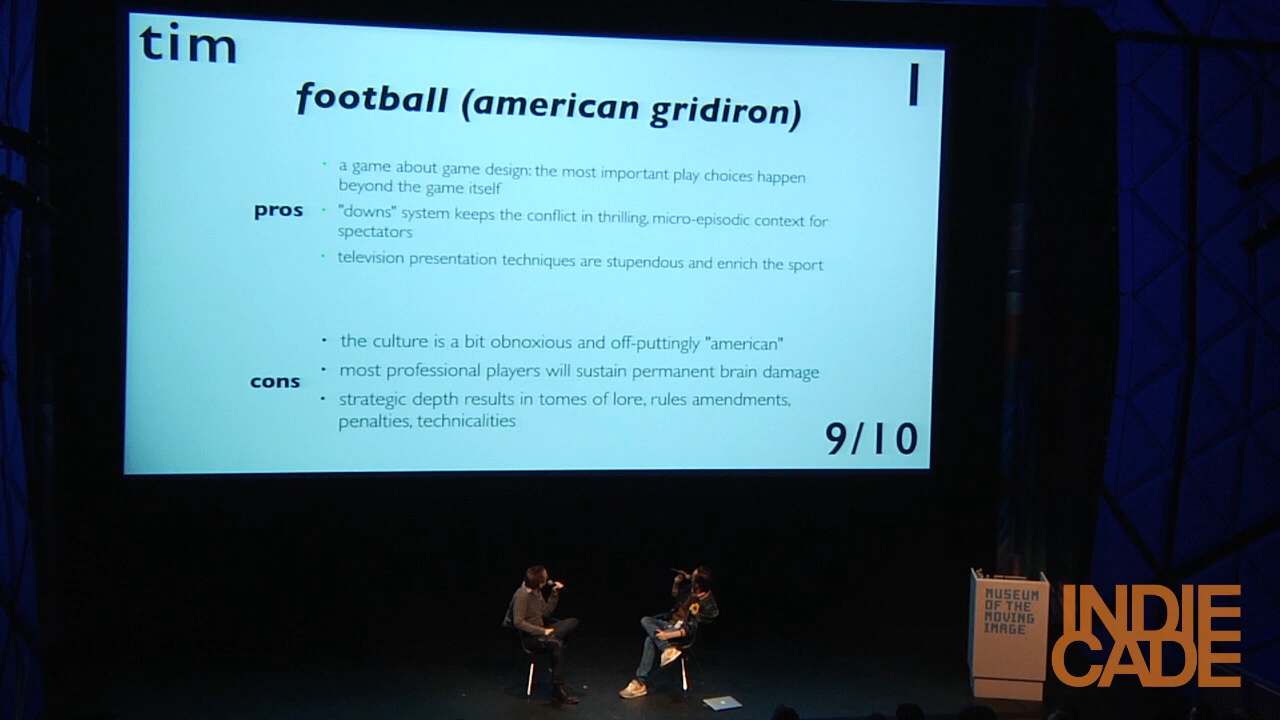 tim
1
football (american gridiron)
pros
• a game about game design: the most important play choices happen
beyond the game itself
• "downs" system keeps the conflict in thrilling, micro-episodic context for
spectators
• television presentation techniques are stupendous and enrich the sport
cons
• the culture is a bit obnoxious and off-puttingly "american"
• most professional players will sustain permanent brain damage
• strategic depth results in tomes of lore, rules amendments,
penalties, technicalities
9/10
MUSEUM
OF THE
MOVING
IMAGE
INDIE
CADE